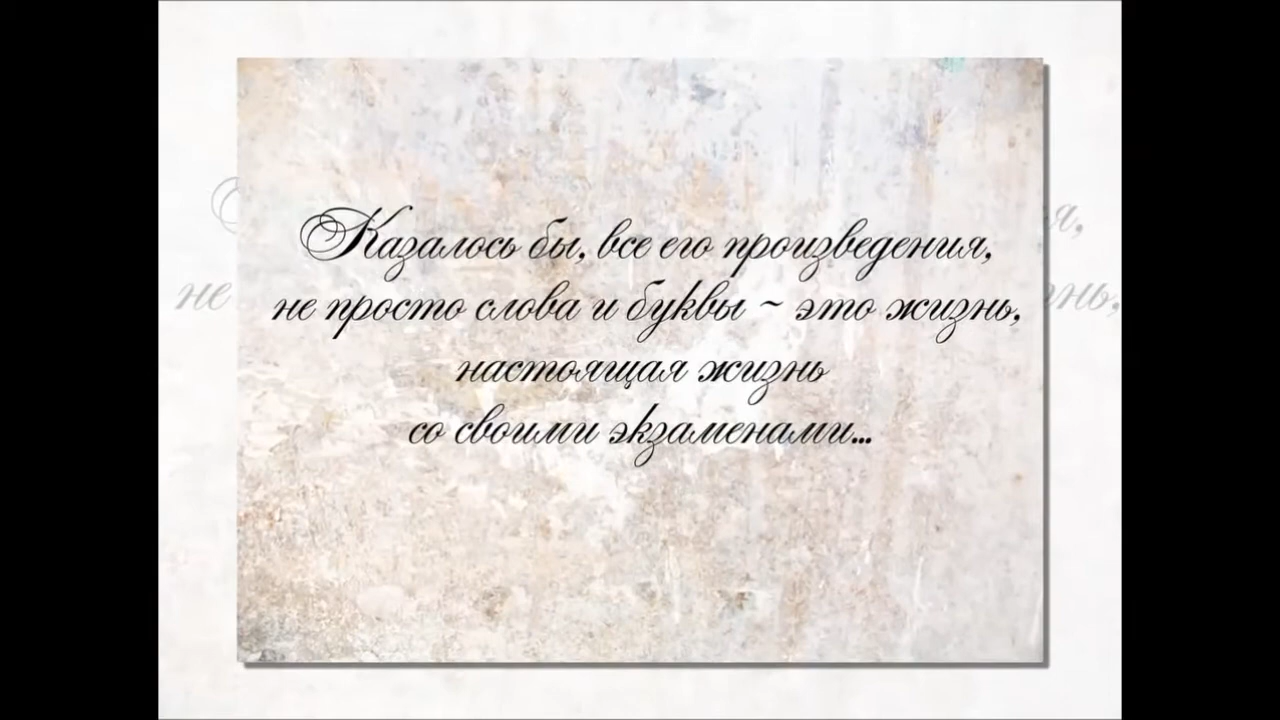 Казалось бы, все его произведения,
не просто слова и буквы ~ это жизнь,
настоящая жизнь
со своими экзаменами...